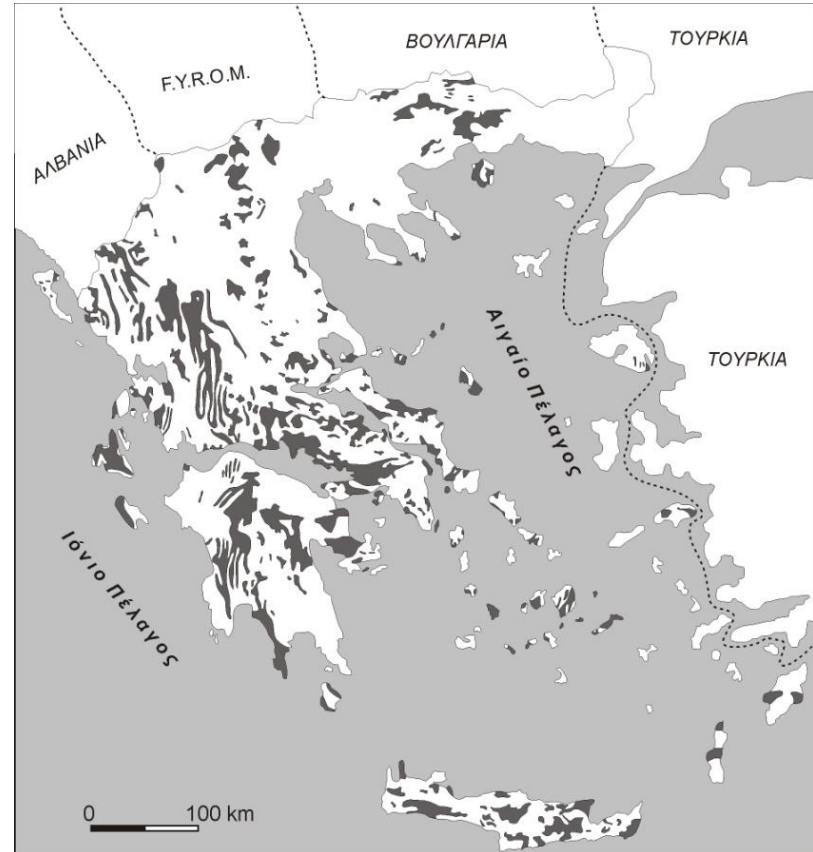 ΒΟΥΛΓΑΡΙΑ
ΤΟΥΡΚΙΑ
F.Y.R.O.M.
ΑΛΒΑΝΙΑ
Αιγαίο Πέλαγος
ΤΟΥΡΚΙΑ
Ιόνιο Πέλαγος
0 100 km